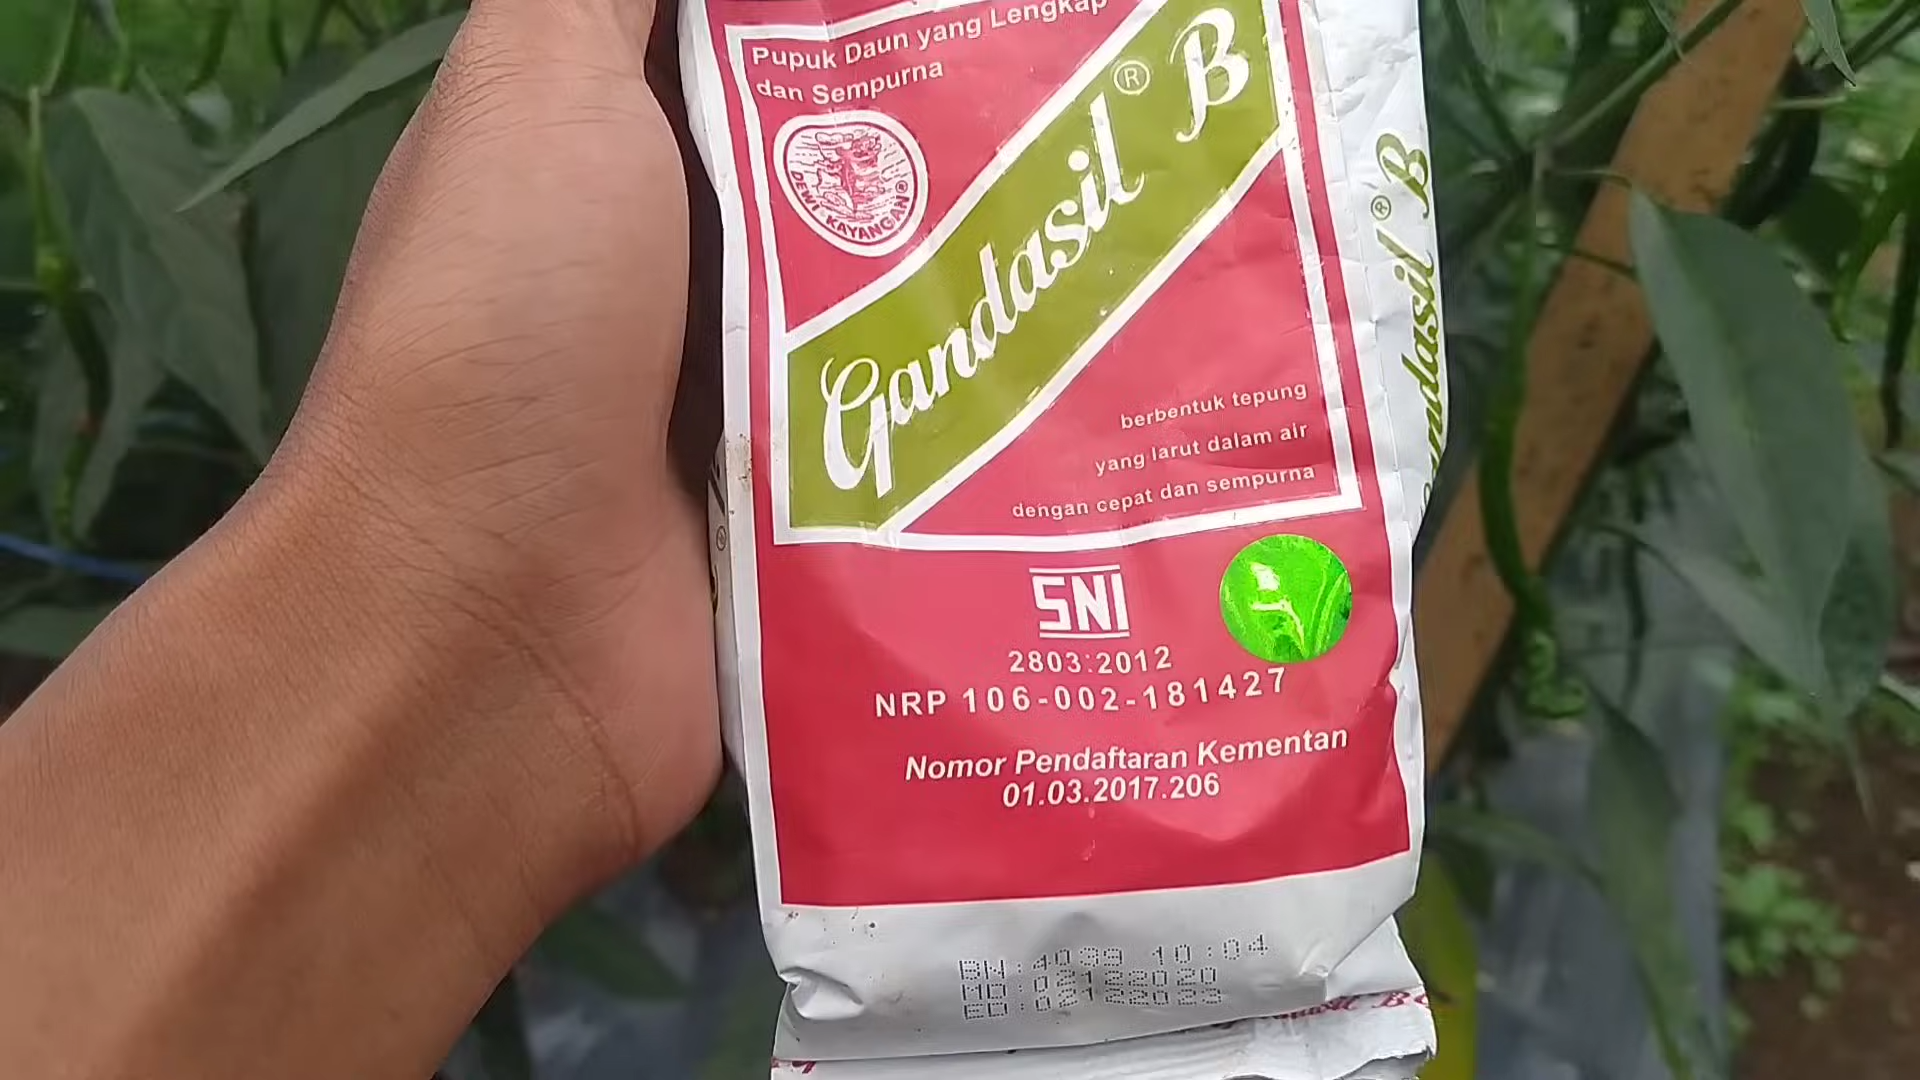 Pupuk Daun yang Lengkap
dan Sempurna
DEWI KAYANGAN®
Gandasil® B
berbentuk tepung
yang larut dalam air
dengan cepat dan sempurna
SNI
2803:2012
NRP 106-002-181427
Nomor Pendaftaran Kementan
01.03.2017.206
BN:4039 10:04
MD:02122020
ED:02122023
Gandasil® B